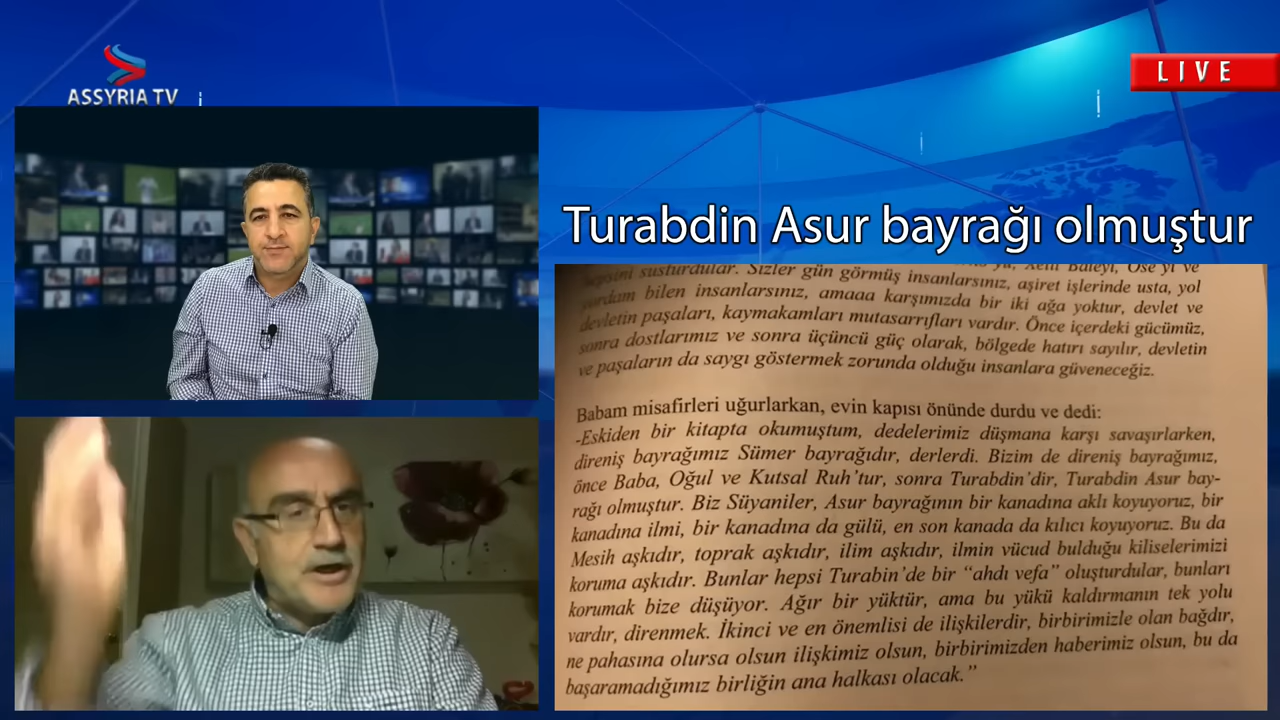 ASSYRIA TV
LIVE
Turabdin Asur bayrağı olmuştur
hepsini susturdular. Sizler gün görmüş insanlarsınız, aşiret işlerinde usta, yol
yordam bilen insanlarsınız, amaaa karşımızda bir iki ağa yoktur, devlet ve
devletin paşaları, kaymakamları mutasarrıfları vardır. Önce içerdeki gücümüz,
sonra dostlarımız ve sonra üçüncü güç olarak, bölgede hatırı sayılır, devletin
ve paşaların da saygı göstermek zorunda olduğu insanlara güveneceğiz.
Babam misafirleri uğurlarkan, evin kapısı önünde durdu ve dedi:
-Eskiden bir kitapta okumuştum, dedelerimiz düşmana karşı savaşırlarken,
direniş bayrağımız Sümer bayrağıdır, derlerdi. Bizim de direniş bayrağımız,
önce Baba, Oğul ve Kutsal Ruh’tur, sonra Turabdin’dir, Turabdin Asur bay-
rağı olmuştur. Biz Süyaniler, Asur bayrağının bir kanadına aklı koyuyoruz, bir
kanadına ilmi, bir kanadına da gülü, en son kanada da kılıcı koyuyoruz. Bu da
Mesih aşkıdır, toprak aşkıdır, ilim aşkıdır, ilmin vücud bulduğu kiliselerimizi
koruma aşkıdır. Bunlar hepsi Turabin’de bir “ahdı vefa” oluşturdular, bunları
korumak bize düşüyor. Ağır bir yüktür, ama bu yükü kaldırmanın tek yolu
vardır, direnmek. İkinci ve en önemlisi de ilişkilerdir, birbirimizle olan bağdır,
ne pahasına olursa olsun ilişkimiz olsun, birbirimizden haberimiz olsun, bu da
başaramadığımız birliğin ana halkası olacak.”